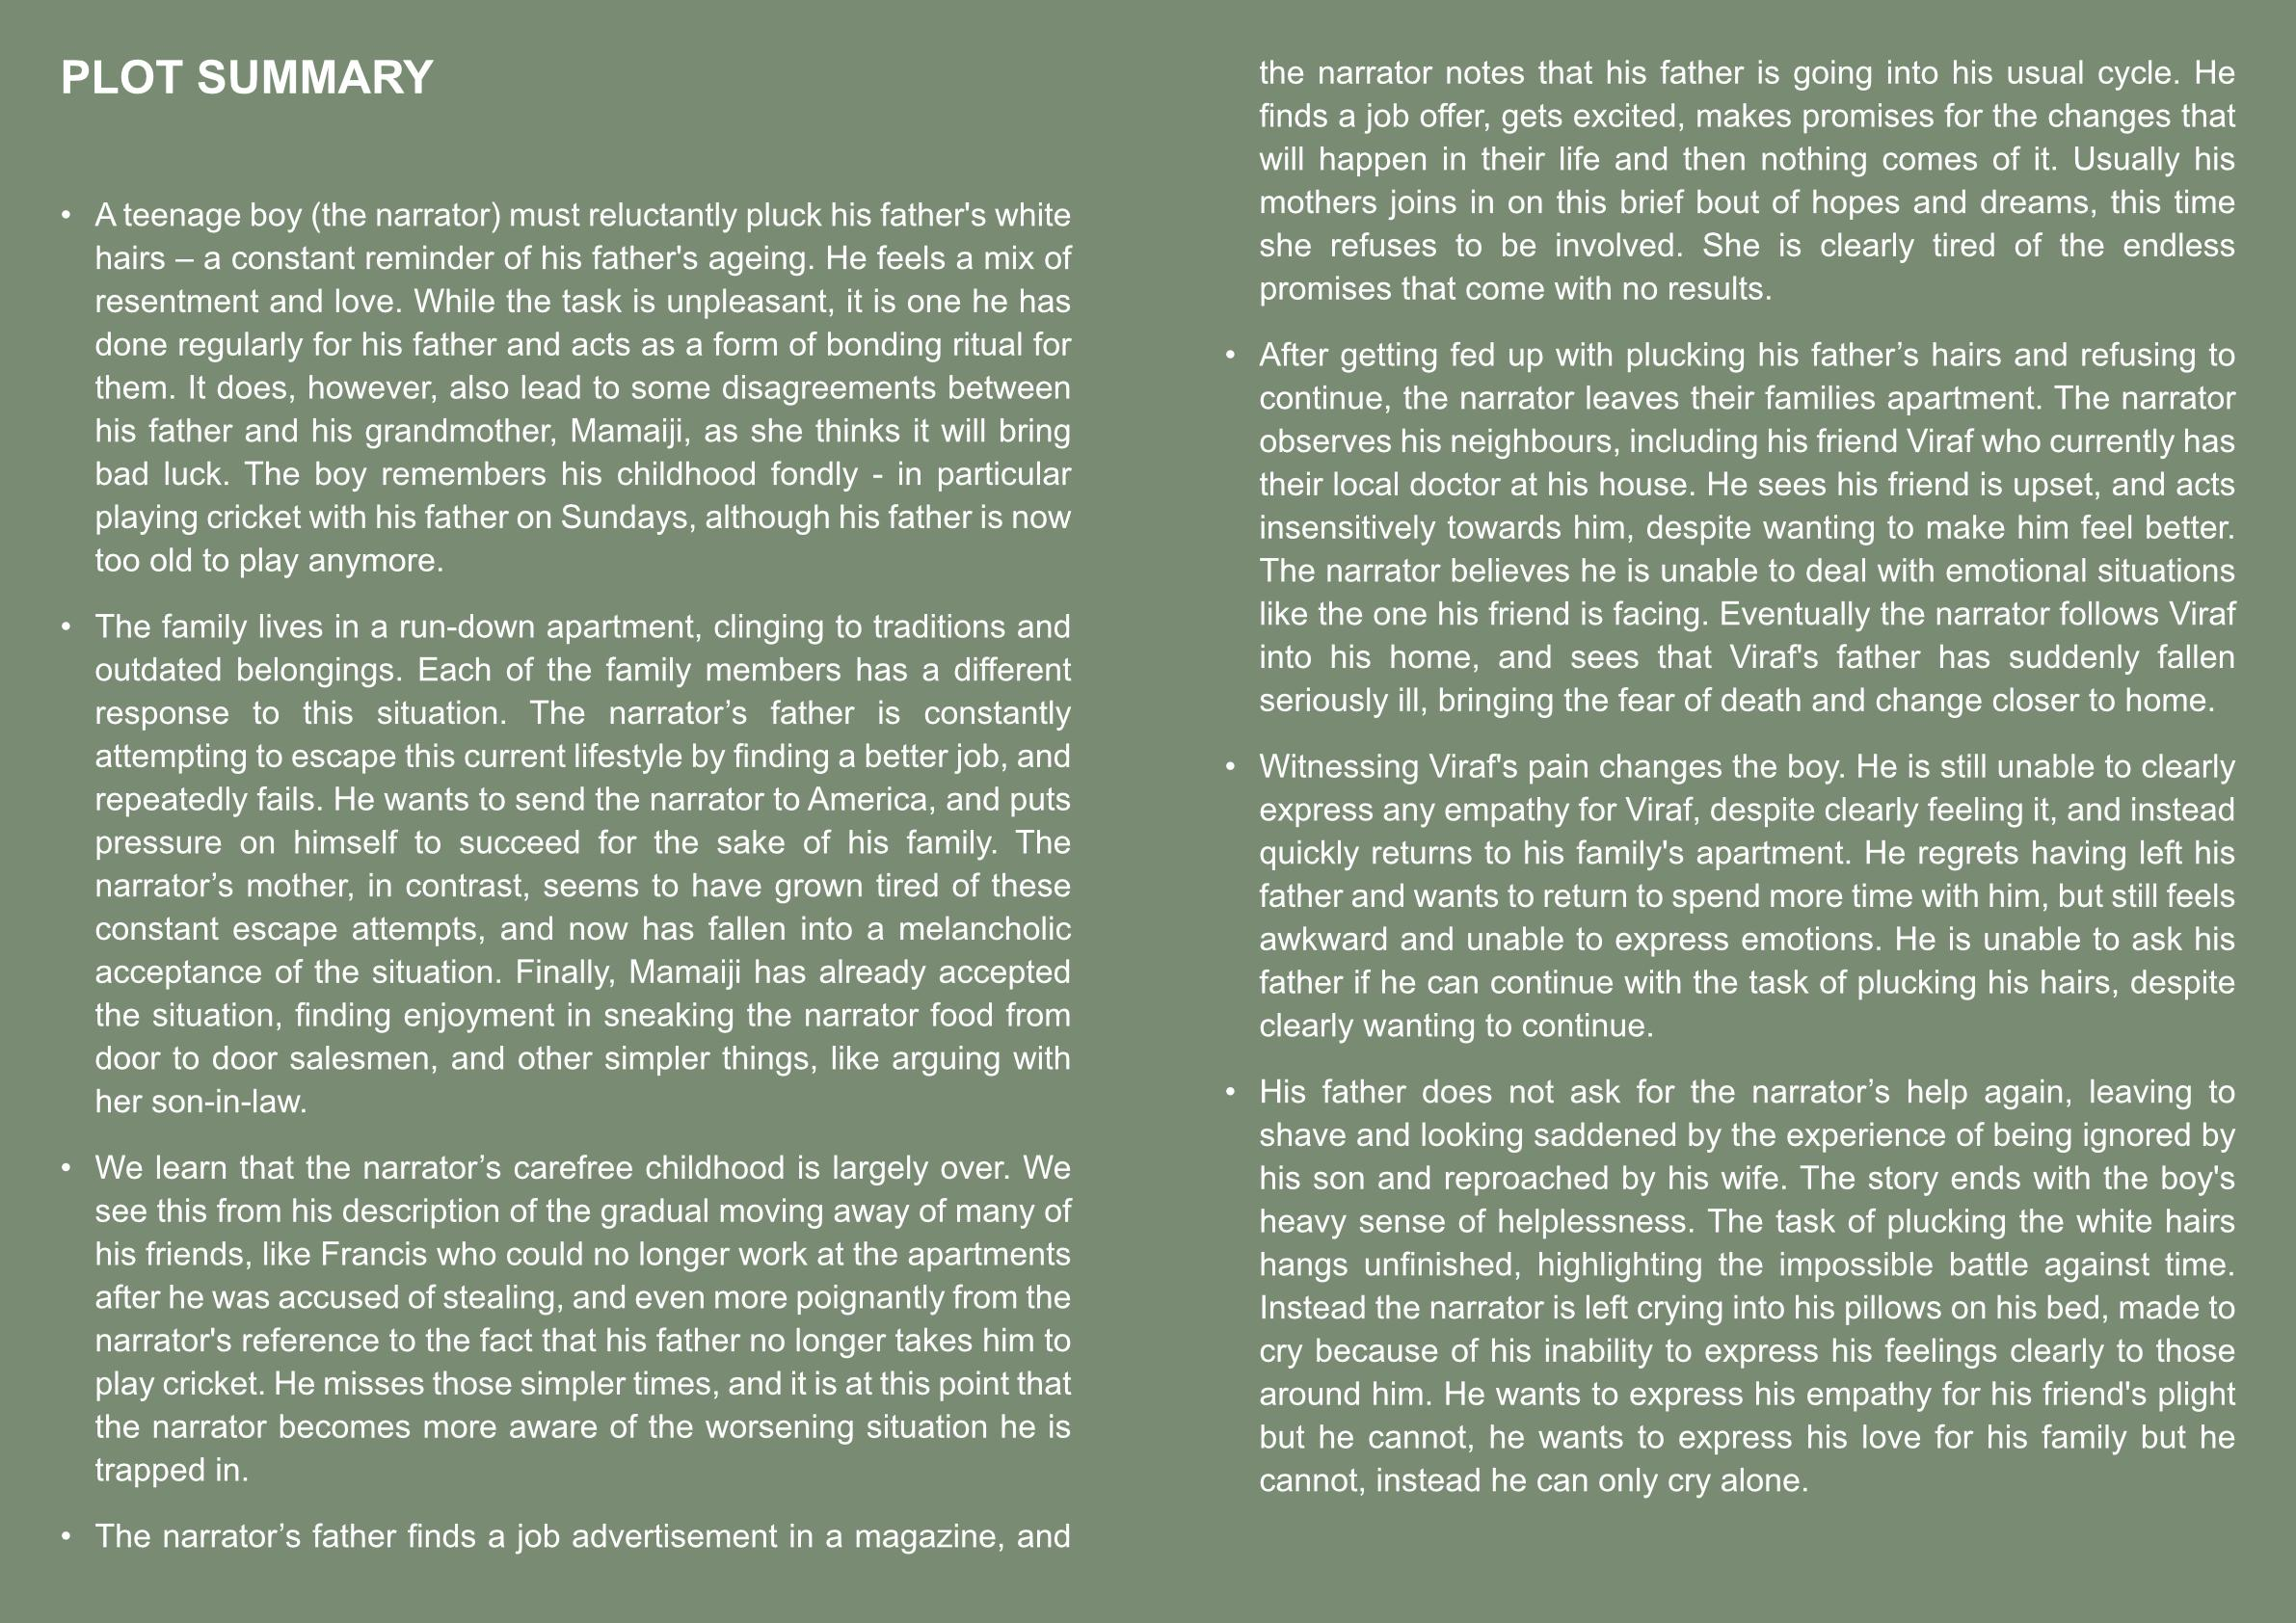 PLOT SUMMARY
• A teenage boy (the narrator) must reluctantly pluck his father's white
hairs – a constant reminder of his father's ageing. He feels a mix of
resentment and love. While the task is unpleasant, it is one he has
done regularly for his father and acts as a form of bonding ritual for
them. It does, however, also lead to some disagreements between
his father and his grandmother, Mamaiji, as she thinks it will bring
bad luck. The boy remembers his childhood fondly - in particular
playing cricket with his father on Sundays, although his father is now
too old to play anymore.
• The family lives in a run-down apartment, clinging to traditions and
outdated belongings. Each of the family members has a different
response to this situation. The narrator’s father is constantly
attempting to escape this current lifestyle by finding a better job, and
repeatedly fails. He wants to send the narrator to America, and puts
pressure on himself to succeed for the sake of his family. The
narrator’s mother, in contrast, seems to have grown tired of these
constant escape attempts, and now has fallen into a melancholic
acceptance of the situation. Finally, Mamaiji has already accepted
the situation, finding enjoyment in sneaking the narrator food from
door to door salesmen, and other simpler things, like arguing with
her son-in-law.
• We learn that the narrator’s carefree childhood is largely over. We
see this from his description of the gradual moving away of many of
his friends, like Francis who could no longer work at the apartments
after he was accused of stealing, and even more poignantly from the
narrator's reference to the fact that his father no longer takes him to
play cricket. He misses those simpler times, and it is at this point that
the narrator becomes more aware of the worsening situation he is
trapped in.
• The narrator’s father finds a job advertisement in a magazine, and
the narrator notes that his father is going into his usual cycle. He
finds a job offer, gets excited, makes promises for the changes that
will happen in their life and then nothing comes of it. Usually his
mothers joins in on this brief bout of hopes and dreams, this time
she refuses to be involved. She is clearly tired of the endless
promises that come with no results.
• After getting fed up with plucking his father’s hairs and refusing to
continue, the narrator leaves their families apartment. The narrator
observes his neighbours, including his friend Viraf who currently has
their local doctor at his house. He sees his friend is upset, and acts
insensitively towards him, despite wanting to make him feel better.
The narrator believes he is unable to deal with emotional situations
like the one his friend is facing. Eventually the narrator follows Viraf
into his home, and sees that Viraf's father has suddenly fallen
seriously ill, bringing the fear of death and change closer to home.
• Witnessing Viraf's pain changes the boy. He is still unable to clearly
express any empathy for Viraf, despite clearly feeling it, and instead
quickly returns to his family's apartment. He regrets having left his
father and wants to return to spend more time with him, but still feels
awkward and unable to express emotions. He is unable to ask his
father if he can continue with the task of plucking his hairs, despite
clearly wanting to continue.
• His father does not ask for the narrator’s help again, leaving to
shave and looking saddened by the experience of being ignored by
his son and reproached by his wife. The story ends with the boy's
heavy sense of helplessness. The task of plucking the white hairs
hangs unfinished, highlighting the impossible battle against time.
Instead the narrator is left crying into his pillows on his bed, made to
cry because of his inability to express his feelings clearly to those
around him. He wants to express his empathy for his friend's plight
but he cannot, he wants to express his love for his family but he
cannot, instead he can only cry alone.